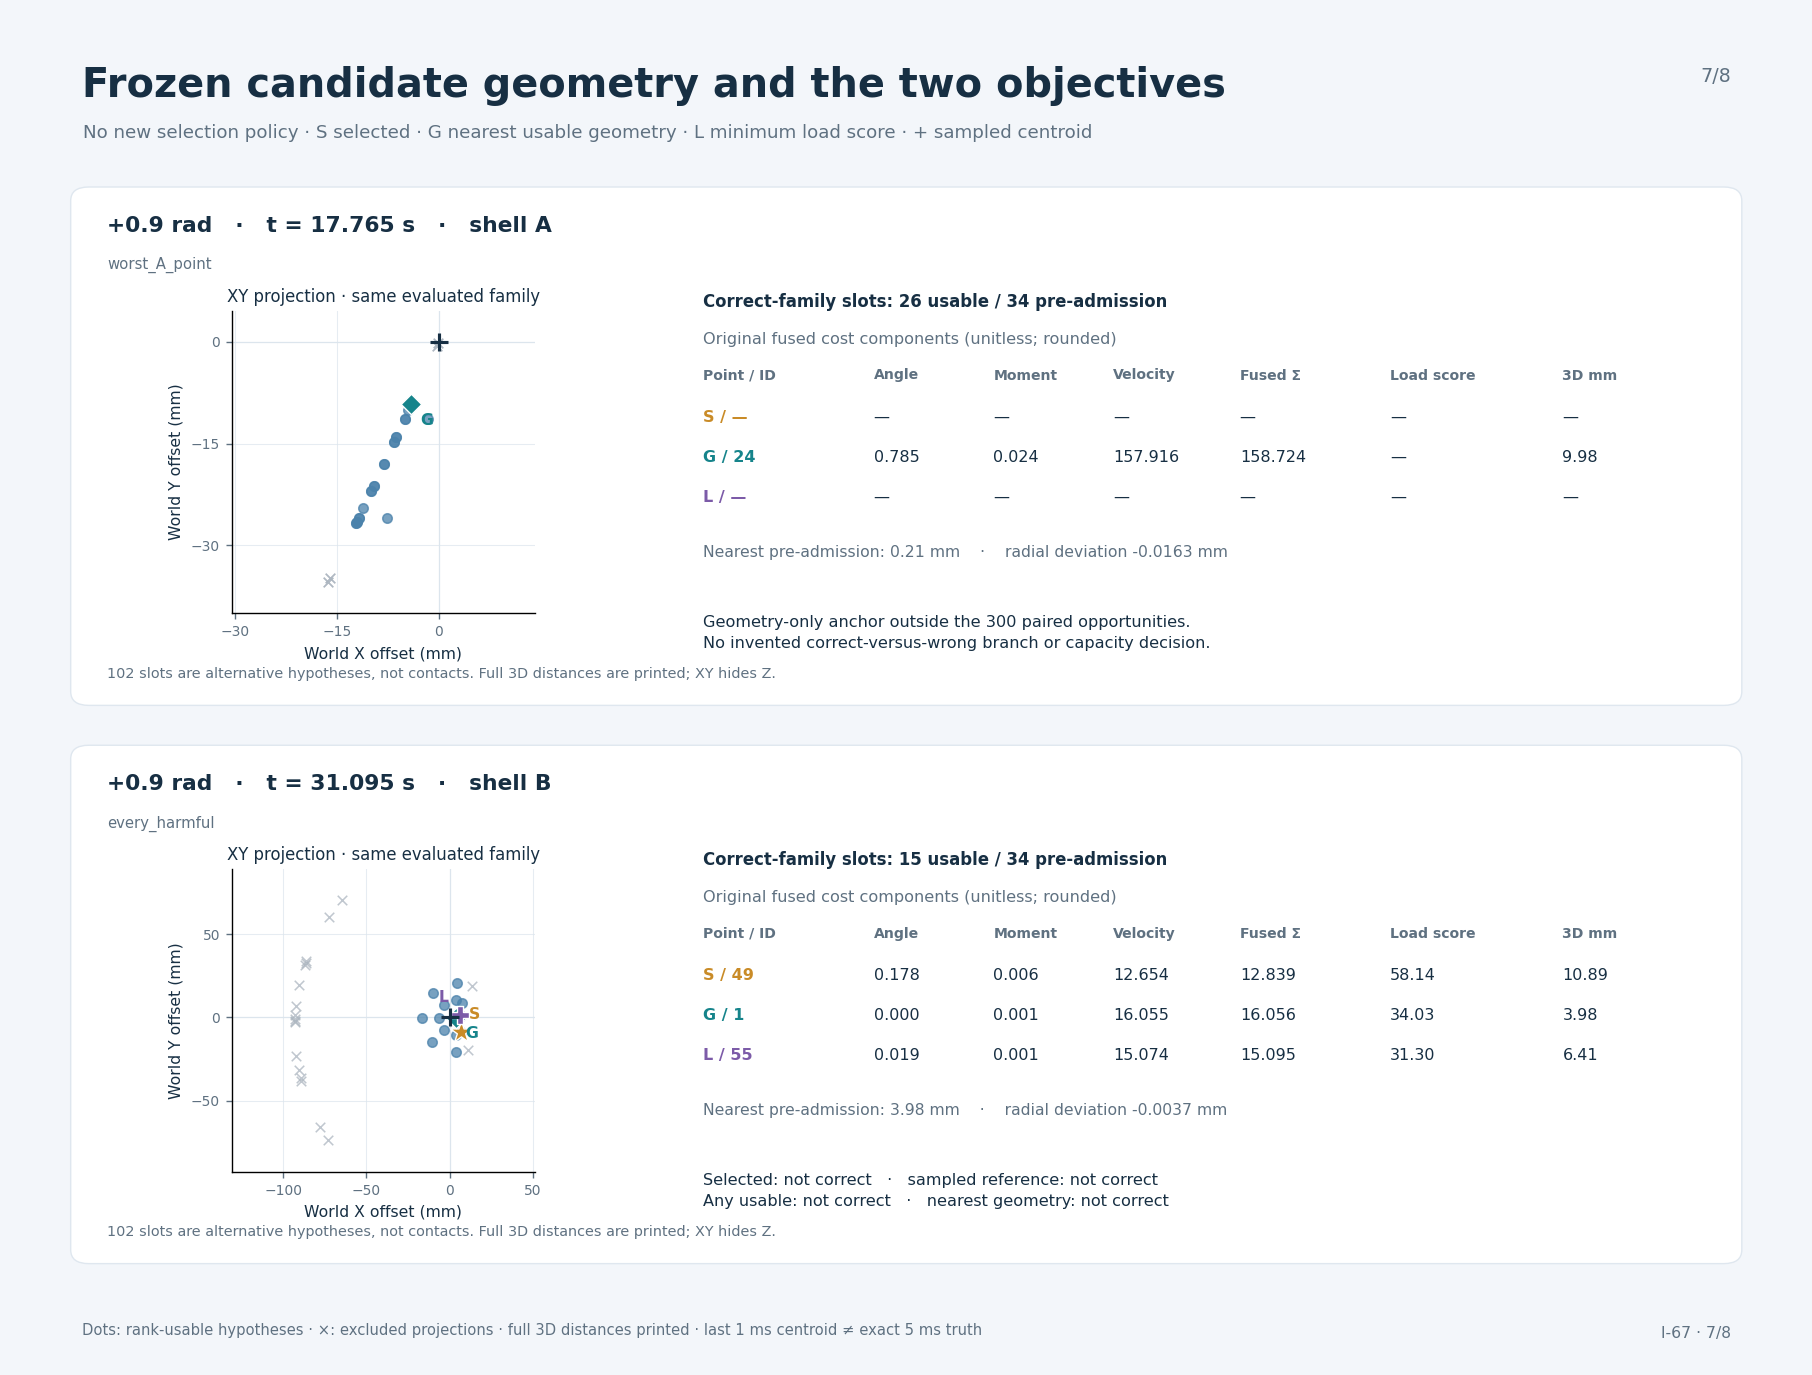 Frozen candidate geometry and the two objectives
7/8
No new selection policy · S selected · G nearest usable geometry · L minimum load score · + sampled centroid
+0.9 rad · t = 17.765 s · shell A
worst_A_point
XY projection · same evaluated family
0
−15
−30
World Y offset (mm)
G
−30 −15 0
World X offset (mm)
Correct-family slots: 26 usable / 34 pre-admission
Original fused cost components (unitless; rounded)
Point / ID Angle Moment Velocity Fused Σ Load score 3D mm
S / — — — — — — —
G / 24 0.785 0.024 157.916 158.724 — 9.98
L / — — — — — — —
Nearest pre-admission: 0.21 mm · radial deviation -0.0163 mm
Geometry-only anchor outside the 300 paired opportunities.
No invented correct-versus-wrong branch or capacity decision.
102 slots are alternative hypotheses, not contacts. Full 3D distances are printed; XY hides Z.
+0.9 rad · t = 31.095 s · shell B
every_harmful
XY projection · same evaluated family
50
0
−50
World Y offset (mm)
L
S
G
−100 −50 0 50
World X offset (mm)
Correct-family slots: 15 usable / 34 pre-admission
Original fused cost components (unitless; rounded)
Point / ID Angle Moment Velocity Fused Σ Load score 3D mm
S / 49 0.178 0.006 12.654 12.839 58.14 10.89
G / 1 0.000 0.001 16.055 16.056 34.03 3.98
L / 55 0.019 0.001 15.074 15.095 31.30 6.41
Nearest pre-admission: 3.98 mm · radial deviation -0.0037 mm
Selected: not correct · sampled reference: not correct
Any usable: not correct · nearest geometry: not correct
102 slots are alternative hypotheses, not contacts. Full 3D distances are printed; XY hides Z.
Dots: rank-usable hypotheses · ×: excluded projections · full 3D distances printed · last 1 ms centroid ≠ exact 5 ms truth
I-67 · 7/8